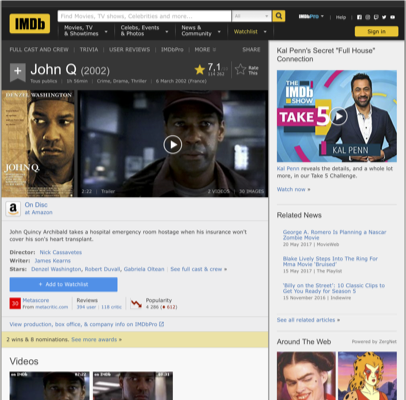 IMDb
Find Movies, TV shows, Celebrities and more...
All
IMDbPro
Help
Movies, TV & Showtimes
Celebs, Events & Photos
News & Community
Watchlist
Sign in
FULL CAST AND CREW | TRIVIA | USER REVIEWS | IMDbPro | MORE
SHARE
John Q (2002)
Tous publics | 1h 56min | Crime, Drama, Thriller | 6 March 2002 (France)
7,1
Rate This
DENZEL WASHINGTON
JOHN Q
2:22 | Trailer
2 VIDEOS | 30 IMAGES
On Disc
at Amazon
John Quincy Archibald takes a hospital emergency room hostage when his insurance won't
cover his son's heart transplant.
Director: Nick Cassavetes
Writer: James Kearns
Stars: Denzel Washington, Robert Duvall, Gabriela Oltean | See full cast & crew »
+ Add to Watchlist
30
Metascore
From metacritic.com
Reviews
394 user | 118 critic
Popularity
4 286 (612)
View production, box office, & company info on IMDbPro
2 wins & 8 nominations. See more awards »
Videos
Kal Penn's Secret "Full House"
Connection
THE
IMDb
SHOW
TAKE 5
KAL PENN
Kal Penn reveals the details, and a whole lot
more, in our Take 5 Challenge.
Watch now »
Related News
George A. Romero Is Planning a Nascar
Zombie Movie
20 May 2017 | MovieWeb
Blake Lively Steps Into The Ring For
Mma Movie 'Bruised'
15 May 2017 | The Playlist
'Billy on the Street': 10 Classic Clips to
Get You Ready for Season 5
15 November 2016 | Indiewire
See all related articles »
Around The Web
Powered by ZergNet